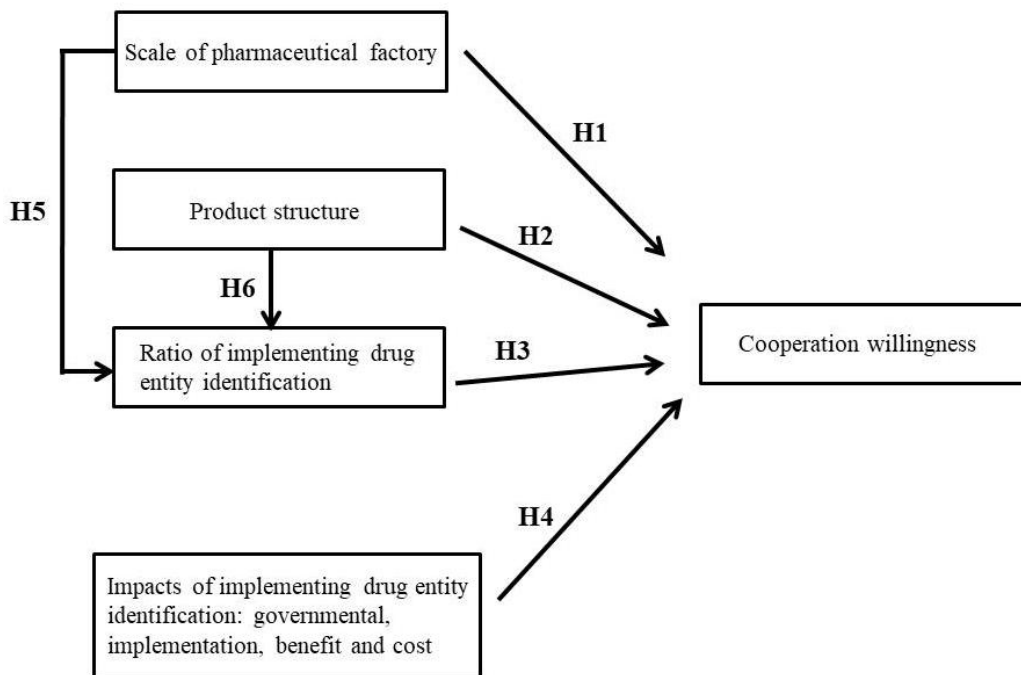 Scale of pharmaceutical factory
H1
Product structure
H5
H2
H6
Ratio of implementing drug
entity identification
H3
Cooperation willingness
H4
Impacts of implementing drug entity
identification: governmental,
implementation, benefit and cost